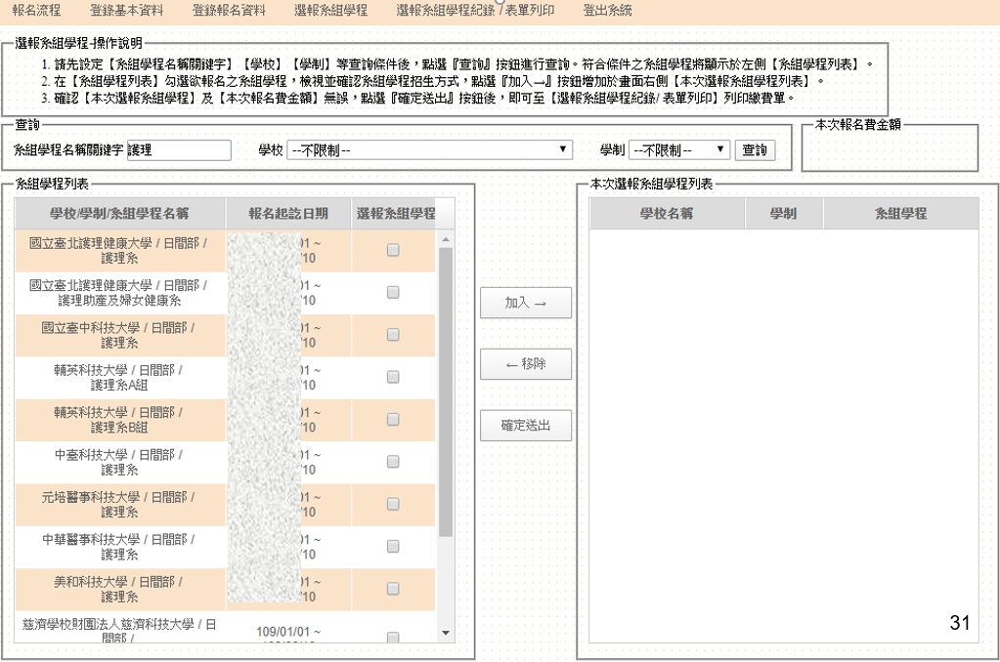 報名流程 登錄基本資料 登錄報名資料 選報系組學程 選報系組學程紀錄 / 表單列印 登出系統
選報系組學程-操作說明
1. 請先設定【系組學程名稱關鍵字】【學校】【學制】等查詢條件後，點選『查詢』按鈕進行查詢。符合條件之系組學程將顯示於左側【系組學程列表】。
2. 在【系組學程列表】勾選欲報名之系組學程，檢視並確認系組學程招生方式，點選『加入→』按鈕增加於畫面右側【本次選報系組學程列表】。
3. 確認【本次選報系組學程】及【本次報名費金額】無誤，點選『確定送出』按鈕後，即可至【選報系組學程紀錄/ 表單列印】列印繳費單。
查詢
本次報名費金額
系組學程名稱關鍵字 護理 學校 --不限制-- 學制 --不限制-- 查詢
系組學程列表
學校/學制/系組學程名稱 報名起訖日期 選報系組學程
國立臺北護理健康大學 / 日間部 /
護理系
/01 ~
/10
國立臺北護理健康大學 / 日間部 /
護理助產及婦女健康系
/01 ~
/10
國立臺中科技大學 / 日間部 /
護理系
/01 ~
/10
輔英科技大學 / 日間部 /
護理系A組
/01 ~
/10
輔英科技大學 / 日間部 /
護理系B組
/01 ~
/10
中臺科技大學 / 日間部 /
護理系
/01 ~
/10
元培醫事科技大學 / 日間部 /
護理系
/01 ~
/10
中華醫事科技大學 / 日間部 /
護理系
/01 ~
/10
美和科技大學 / 日間部 /
護理系
/01 ~
/10
慈濟學校財團法人慈濟科技大學 / 日
間部 /
109/01/01 ~
加入 →
← 移除
確定送出
本次選報系組學程列表
學校名稱 學制 系組學程
31